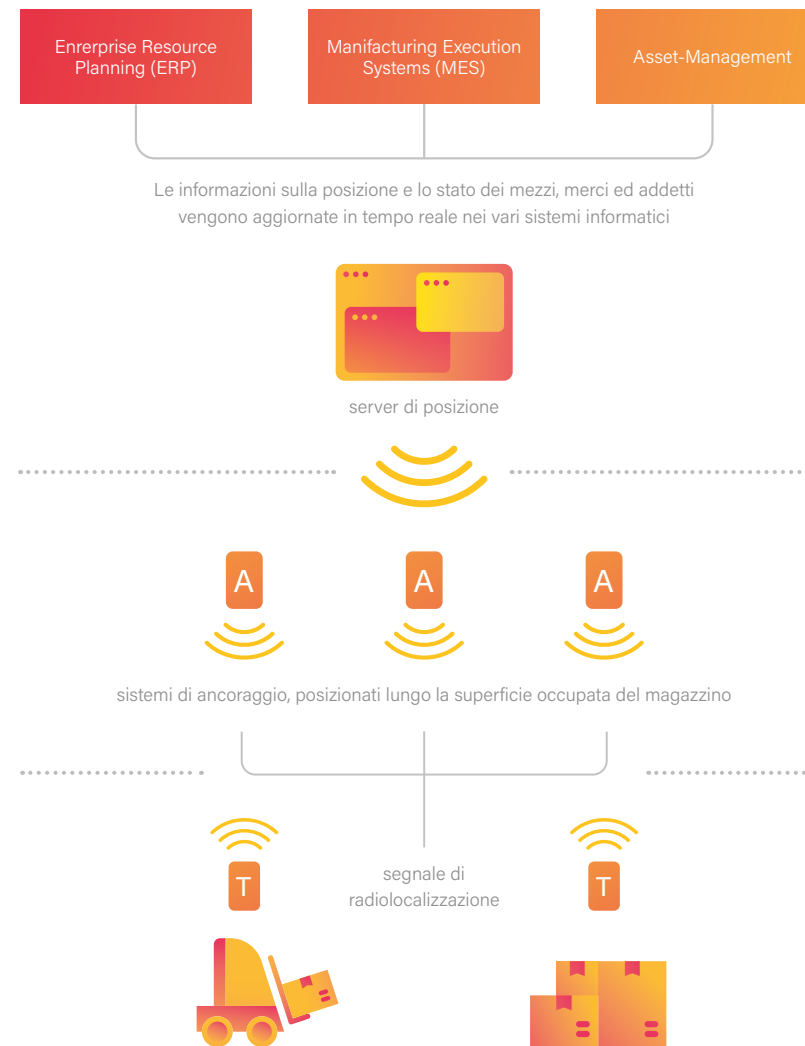 Enrerprise Resource
Planning (ERP)
Manifacturing Execution
Systems (MES)
Asset-Management
Le informazioni sulla posizione e lo stato dei mezzi, merci ed addetti
vengono aggiornate in tempo reale nei vari sistemi informatici
server di posizione
A
A
A
sistemi di ancoraggio, posizionati lungo la superficie occupata del magazzino
T
segnale di
radiolocalizzazione
T